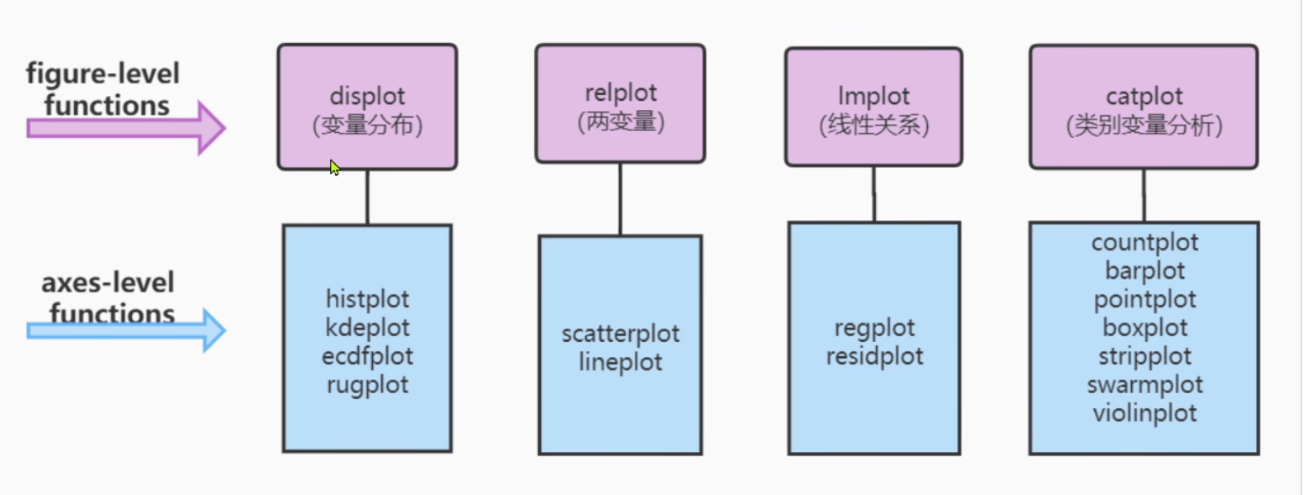 figure-level
functions
displot
(变量分布)
relplot
(两变量)
lmplot
(线性关系)
catplot
(类别变量分析)
axes-level
functions
histplot
kdeplot
ecdfplot
rugplot
scatterplot
lineplot
regplot
residplot
countplot
barplot
pointplot
boxplot
stripplot
swarmplot
violinplot